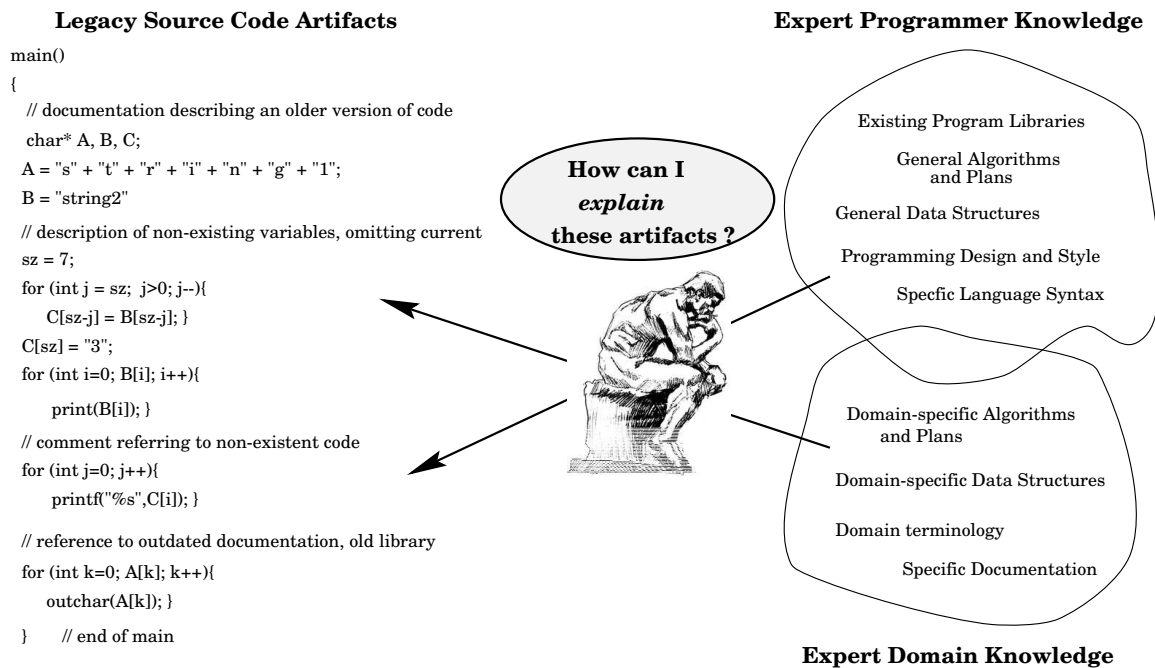 Legacy Source Code Artifacts
main()
{
// documentation describing an older version of code
char* A, B, C;
A = "s" + "t" + "r" + "i" + "n" + "g" + "1";
B = "string2"
// description of non-existing variables, omitting current
sz = 7;
for (int j = sz; j>0; j--){
C[sz-j] = B[sz-j]; }
C[sz] = "3";
for (int i=0; B[i]; i++){
print(B[i]); }
// comment referring to non-existent code
for (int j=0; j++){
printf("%s",C[i]); }
// reference to outdated documentation, old library
for (int k=0; A[k]; k++){
outchar(A[k]); }
} // end of main
How can I
explain
these artifacts ?
Expert Programmer Knowledge
Existing Program Libraries
General Algorithms
and Plans
General Data Structures
Programming Design and Style
Specfic Language Syntax
Domain-specific Algorithms
and Plans
Domain-specific Data Structures
Domain terminology
Specific Documentation
Expert Domain Knowledge